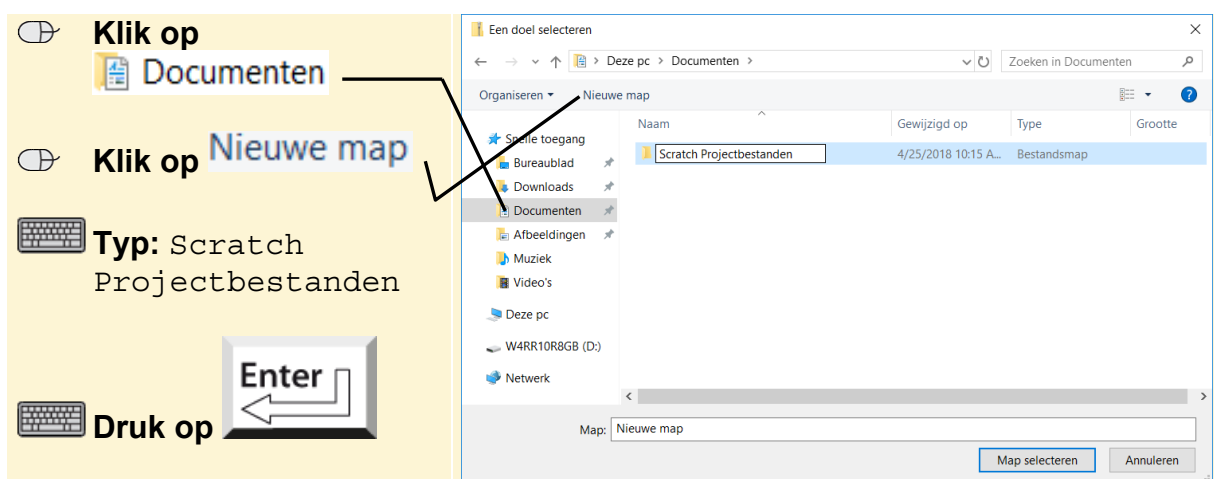 Klik op
Documenten
Klik op Nieuwe map
Typ: Scratch
Projectbestanden
Enter
Druk op
Een doel selecteren
Deze pc > Documenten >
Zoeken in Documenten
Organiseren
Nieuwe map
Naam
Gewijzigd op
Type
Grootte
Scratch Projectbestanden
4/25/2018 10:15 A...
Bestandsmap
Snelle toegang
Bureaublad
Downloads
Documenten
Afbeeldingen
Muziek
Video's
Deze pc
W4RR10R8GB (D:)
Netwerk
Map: Nieuwe map
Map selecteren
Annuleren